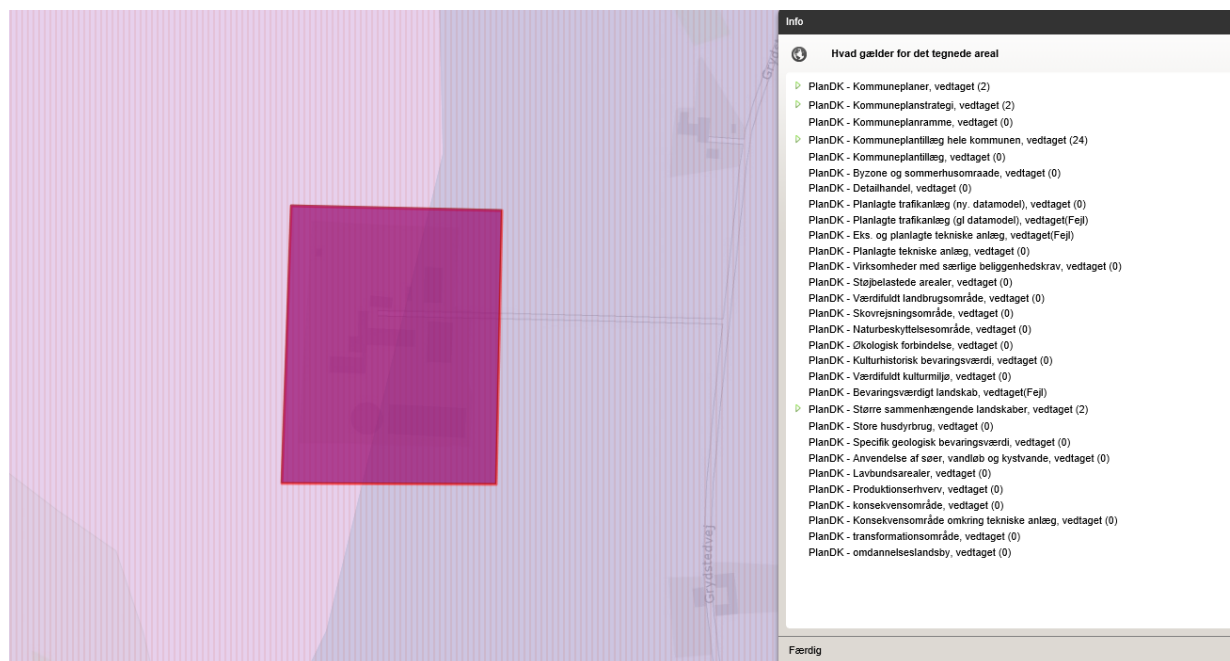 Info
Hvad gælder for det tegnede areal
PlanDK - Kommuneplaner, vedtaget (2)
PlanDK - Kommuneplanstrategi, vedtaget (2)
PlanDK - Kommuneplanramme, vedtaget (0)
PlanDK - Kommuneplantillæg hele kommunen, vedtaget (24)
PlanDK - Kommuneplantillæg, vedtaget (0)
PlanDK - Byzone og sommerhusomraade, vedtaget (0)
PlanDK - Detailhandel, vedtaget (0)
PlanDK - Planlagte trafikanlæg (ny. datamodel), vedtaget (0)
PlanDK - Planlagte trafikanlæg (gl datamodel), vedtaget(Fejl)
PlanDK - Eks. og planlagte tekniske anlæg, vedtaget(Fejl)
PlanDK - Planlagte tekniske anlæg, vedtaget (0)
PlanDK - Virksomheder med særlige beliggenhedskrav, vedtaget (0)
PlanDK - Støjbelastede arealer, vedtaget (0)
PlanDK - Værdifuldt landbrugsområde, vedtaget (0)
PlanDK - Skovrejsningsområde, vedtaget (0)
PlanDK - Naturbeskyttelsesområde, vedtaget (0)
PlanDK - Økologisk forbindelse, vedtaget (0)
PlanDK - Kulturhistorisk bevaringsværdi, vedtaget (0)
PlanDK - Værdifuldt kulturmiljø, vedtaget (0)
PlanDK - Bevaringsværdigt landskab, vedtaget(Fejl)
PlanDK - Større sammenhængende landskaber, vedtaget (2)
PlanDK - Store husdyrbrug, vedtaget (0)
PlanDK - Specifik geologisk bevaringsværdi, vedtaget (0)
PlanDK - Anvendelse af søer, vandløb og kystvande, vedtaget (0)
PlanDK - Lavbundsarealer, vedtaget (0)
PlanDK - Produktionserhverv, vedtaget (0)
PlanDK - konsekvensområde, vedtaget (0)
PlanDK - Konsekvensområde omkring tekniske anlæg, vedtaget (0)
PlanDK - transformationsområde, vedtaget (0)
PlanDK - omdannelseslandsby, vedtaget (0)
Færdig
Grydstedvej